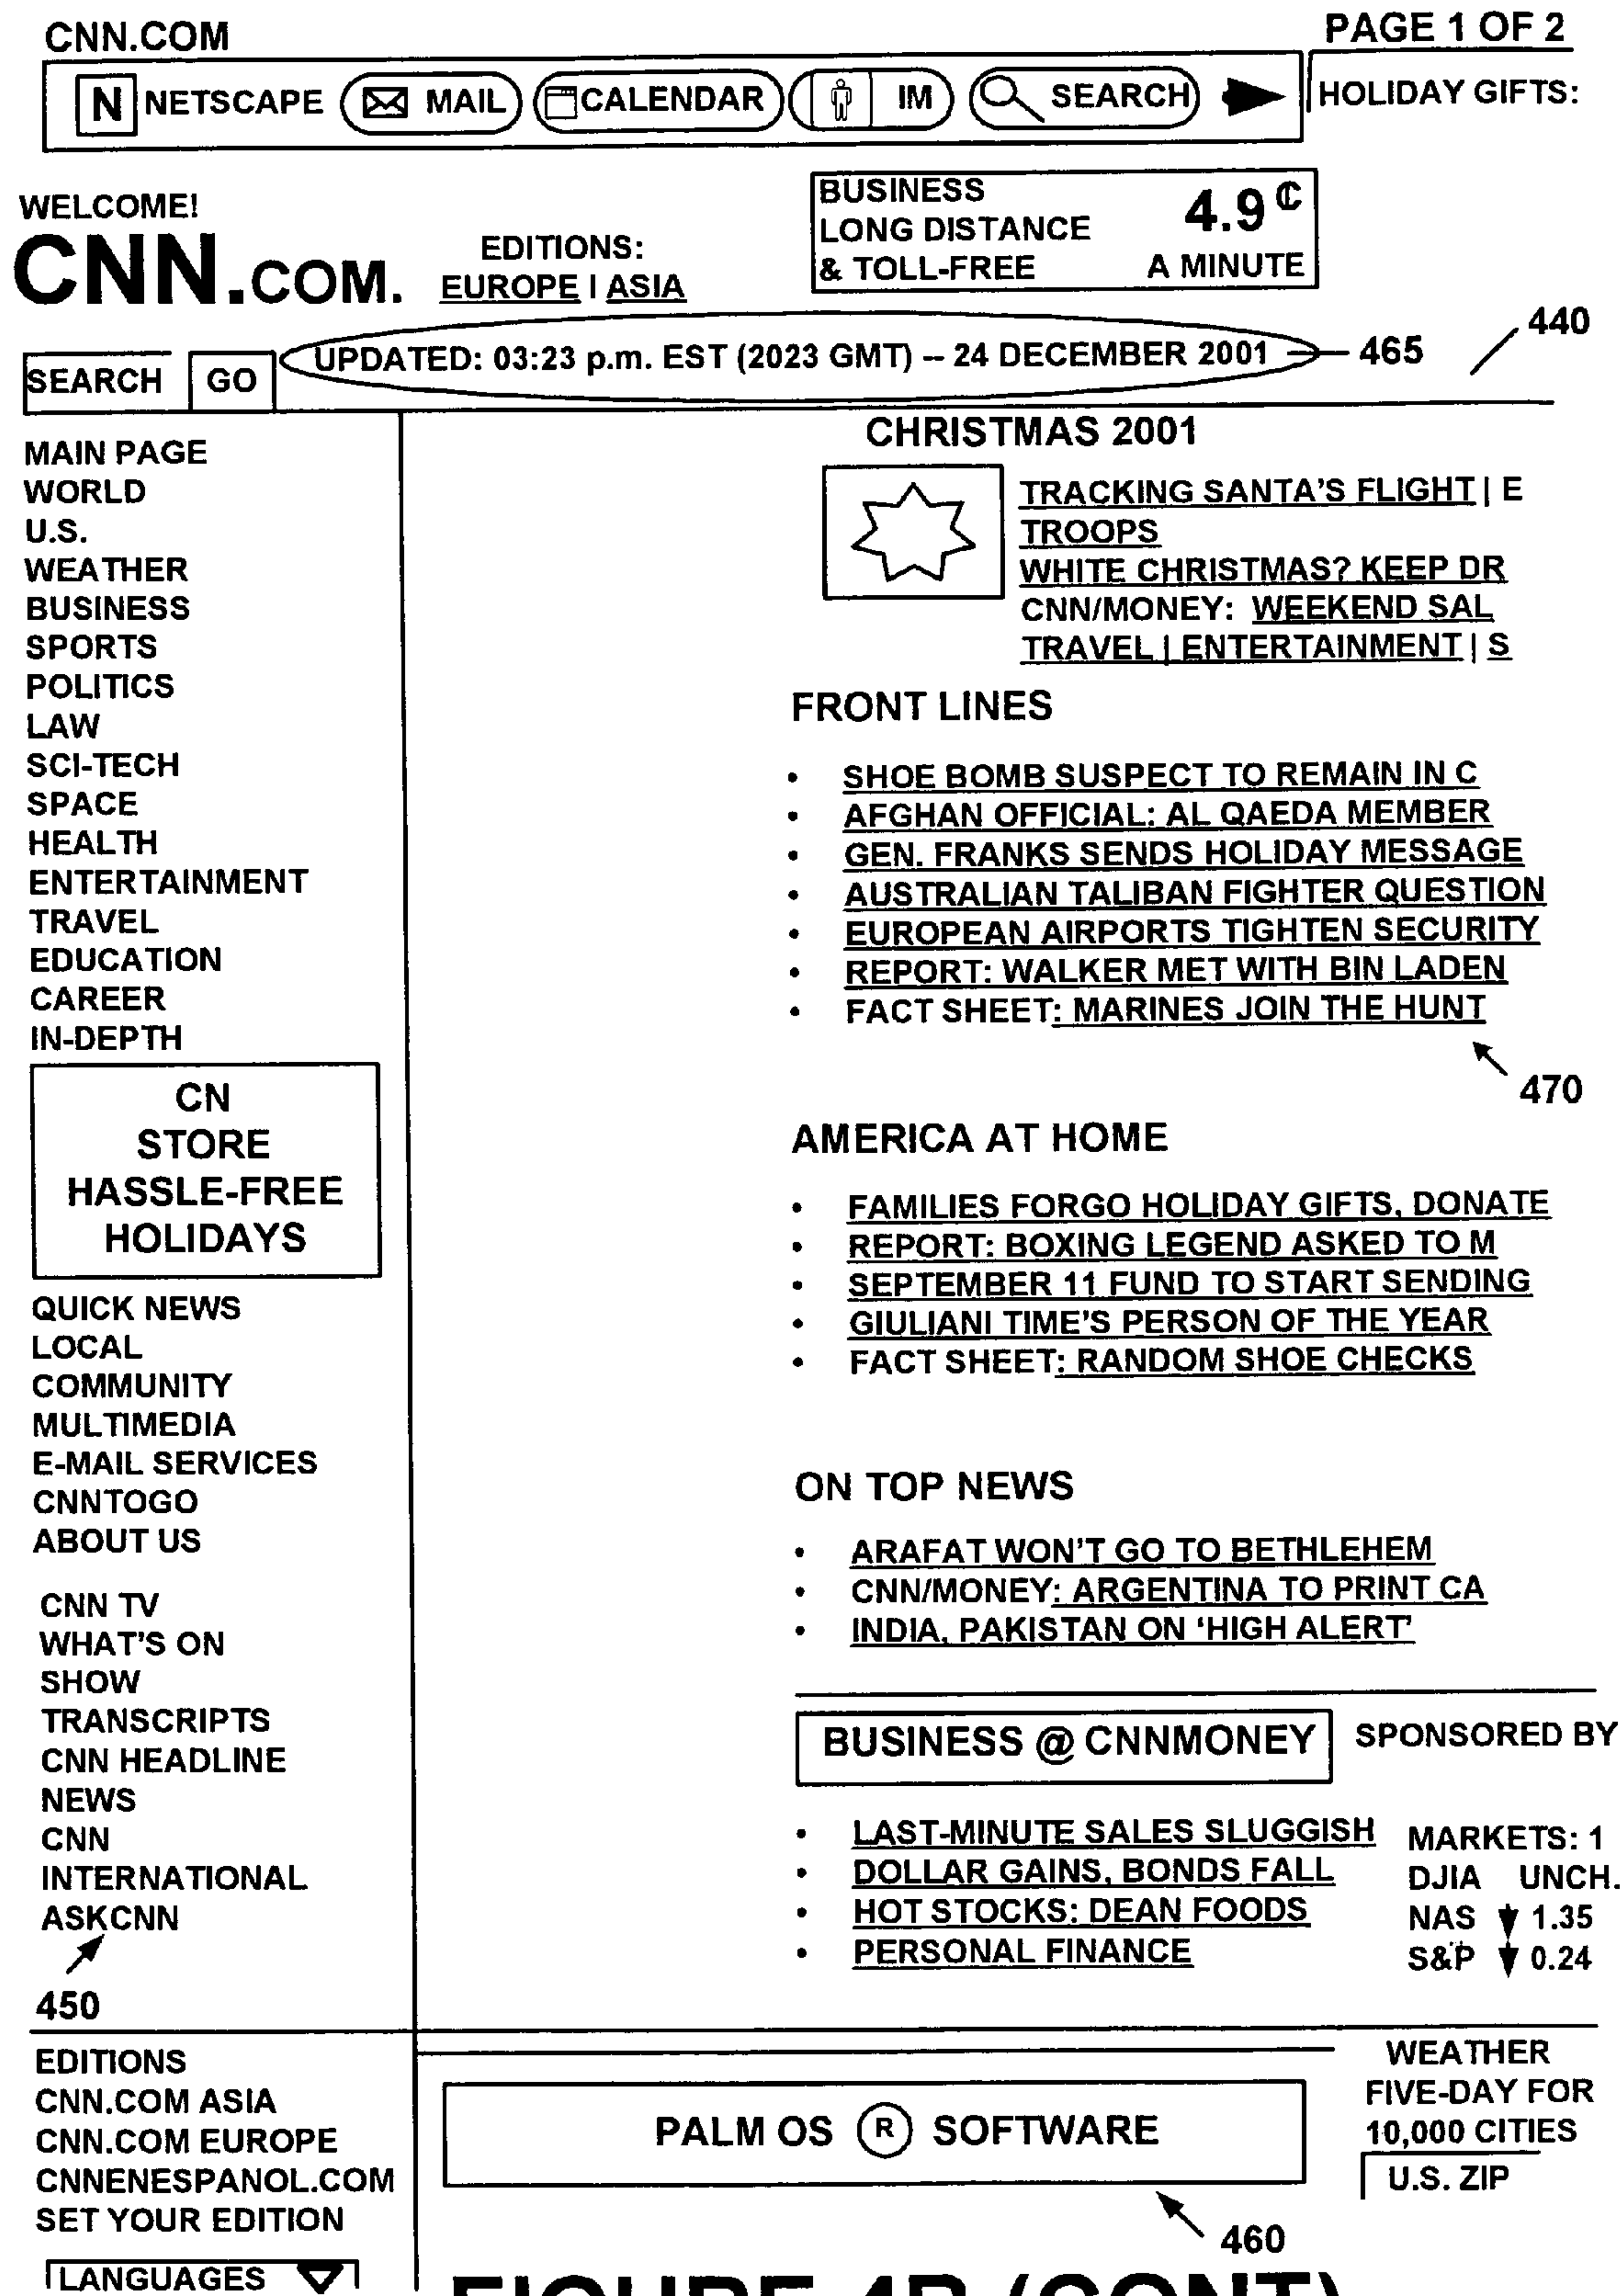 CNN.COM
PAGE 1 OF 2
N NETSCAPE MAIL CALENDAR IM SEARCH
HOLIDAY GIFTS:
WELCOME!
CNN.COM.
EDITIONS:
EUROPE | ASIA
BUSINESS
LONG DISTANCE
& TOLL-FREE
4.9¢
A MINUTE
440
SEARCH GO
UPDATED: 03:23 p.m. EST (2023 GMT) -- 24 DECEMBER 2001
465
MAIN PAGE
WORLD
U.S.
WEATHER
BUSINESS
SPORTS
POLITICS
LAW
SCI-TECH
SPACE
HEALTH
ENTERTAINMENT
TRAVEL
EDUCATION
CAREER
IN-DEPTH
CN
STORE
HASSLE-FREE
HOLIDAYS
QUICK NEWS
LOCAL
COMMUNITY
MULTIMEDIA
E-MAIL SERVICES
CNNTOGO
ABOUT US
CNN TV
WHAT'S ON
SHOW
TRANSCRIPTS
CNN HEADLINE
NEWS
CNN
INTERNATIONAL
ASKCNN
450
EDITIONS
CNN.COM ASIA
CNN.COM EUROPE
CNNENESPANOL.COM
SET YOUR EDITION
LANGUAGES
CHRISTMAS 2001
TRACKING SANTA'S FLIGHT | E
TROOPS
WHITE CHRISTMAS? KEEP DR
CNN/MONEY: WEEKEND SAL
TRAVEL | ENTERTAINMENT | S
FRONT LINES
• SHOE BOMB SUSPECT TO REMAIN IN C
• AFGHAN OFFICIAL: AL QAEDA MEMBER
• GEN. FRANKS SENDS HOLIDAY MESSAGE
• AUSTRALIAN TALIBAN FIGHTER QUESTION
• EUROPEAN AIRPORTS TIGHTEN SECURITY
• REPORT: WALKER MET WITH BIN LADEN
• FACT SHEET: MARINES JOIN THE HUNT
470
AMERICA AT HOME
• FAMILIES FORGO HOLIDAY GIFTS, DONATE
• REPORT: BOXING LEGEND ASKED TO M
• SEPTEMBER 11 FUND TO START SENDING
• GIULIANI TIME'S PERSON OF THE YEAR
• FACT SHEET: RANDOM SHOE CHECKS
ON TOP NEWS
• ARAFAT WON'T GO TO BETHLEHEM
• CNN/MONEY: ARGENTINA TO PRINT CA
• INDIA, PAKISTAN ON 'HIGH ALERT'
BUSINESS @ CNNMONEY
SPONSORED BY
• LAST-MINUTE SALES SLUGGISH
• DOLLAR GAINS, BONDS FALL
• HOT STOCKS: DEAN FOODS
• PERSONAL FINANCE
MARKETS: 1
DJIA UNCH.
NAS 1.35
S&P 0.24
PALM OS ® SOFTWARE
460
WEATHER
FIVE-DAY FOR
10,000 CITIES
U.S. ZIP
FIGURE 4B (CONT)